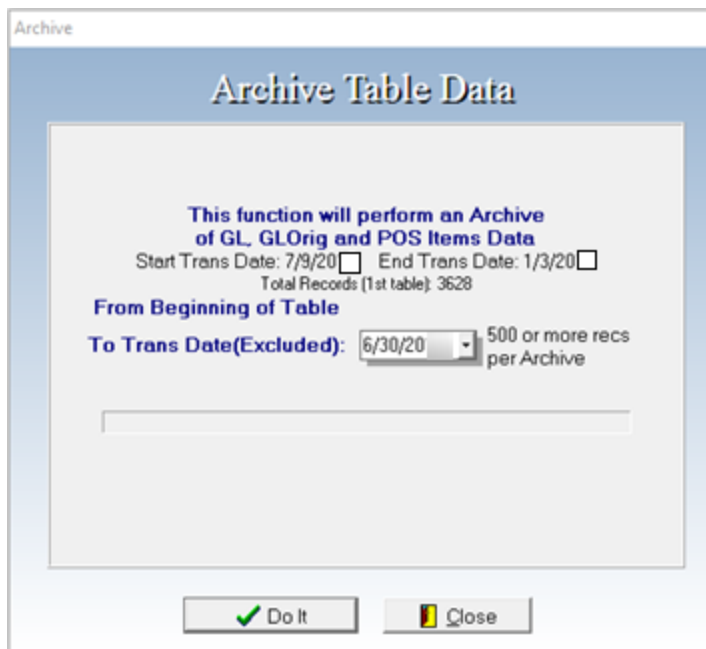 Archive
Archive Table Data
This function will perform an Archive
of GL, GLOrig and POS Items Data
Start Trans Date: 7/9/20 End Trans Date: 1/3/20
Total Records (1st table): 3628
From Beginning of Table
To Trans Date(Excluded): 6/30/20 500 or more recs
per Archive
Do It Close